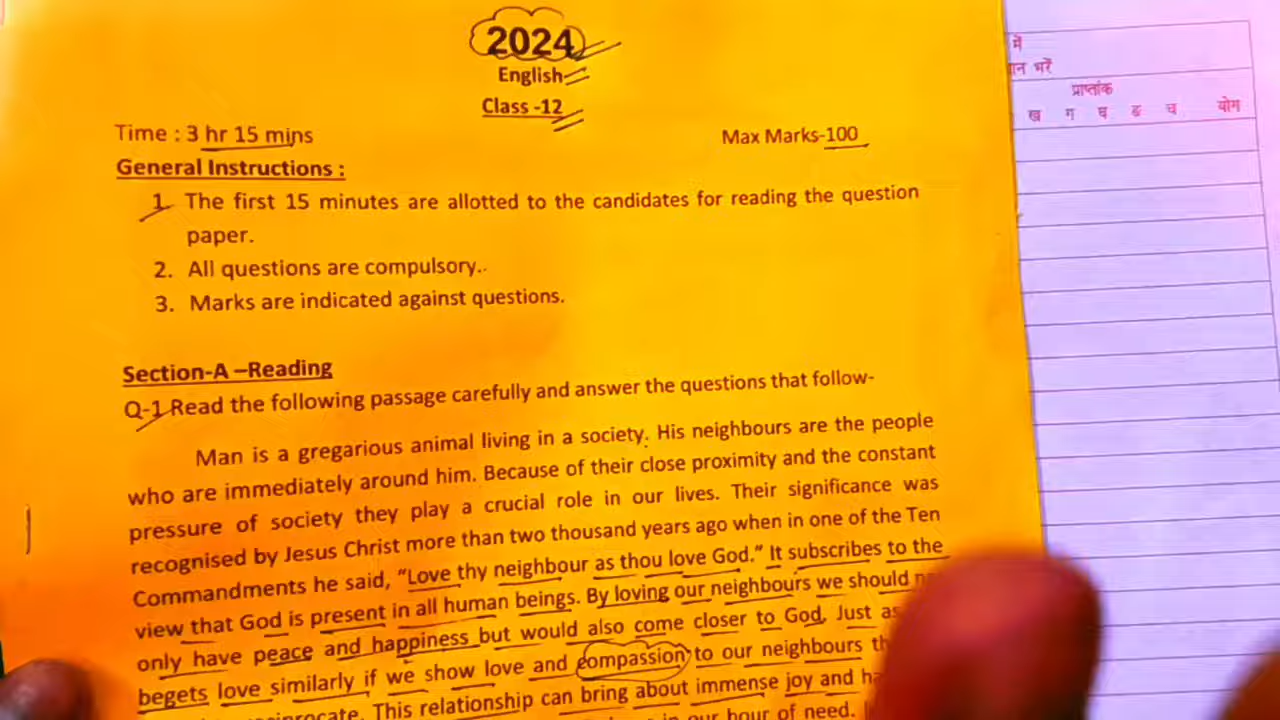 2024
English
Class -12
Time : 3 hr 15 mins Max Marks-100
General Instructions :
1. The first 15 minutes are allotted to the candidates for reading the question
paper.
2. All questions are compulsory..
3. Marks are indicated against questions.
Section-A –Reading
Q-1 Read the following passage carefully and answer the questions that follow-
Man is a gregarious animal living in a society. His neighbours are the people
who are immediately around him. Because of their close proximity and the constant
pressure of society they play a crucial role in our lives. Their significance was
recognised by Jesus Christ more than two thousand years ago when in one of the Ten
Commandments he said, “Love thy neighbour as thou love God.” It subscribes to the
view that God is present in all human beings. By loving our neighbours we should
only have peace and happiness but would also come closer to God, Just as
begets love similarly if we show love and compassion to our neighbours
This relationship can bring about immense joy and
in our hour of need.
में
भरें
प्राप्तांक
ख ग घ ङ च योग